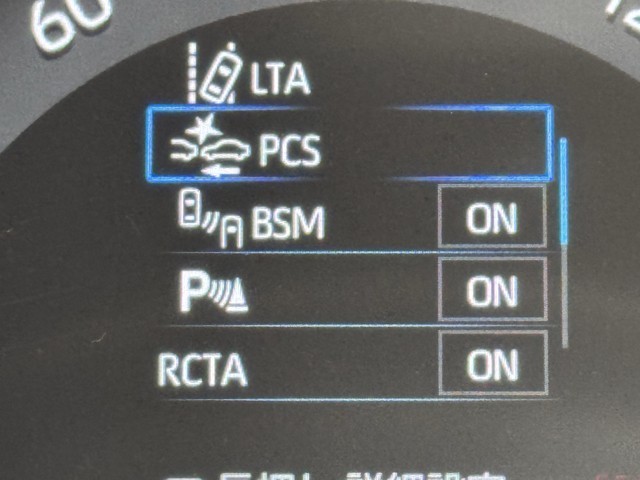 60
LTA
PCS
BSM ON
P ON
RCTA ON